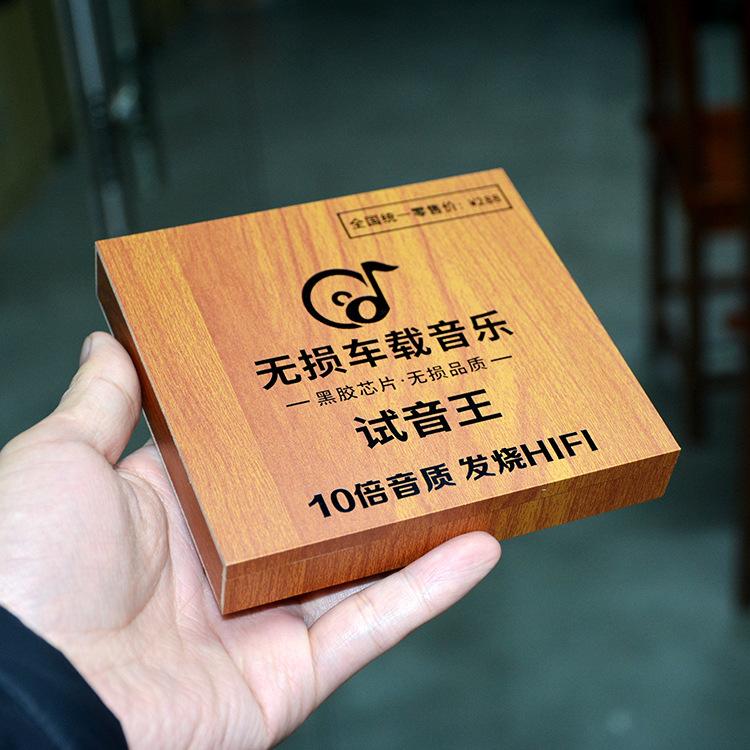 全国统一零售价：¥288
无损车载音乐
黑胶芯片·无损品质
试音王
10倍音质 发烧HIFI